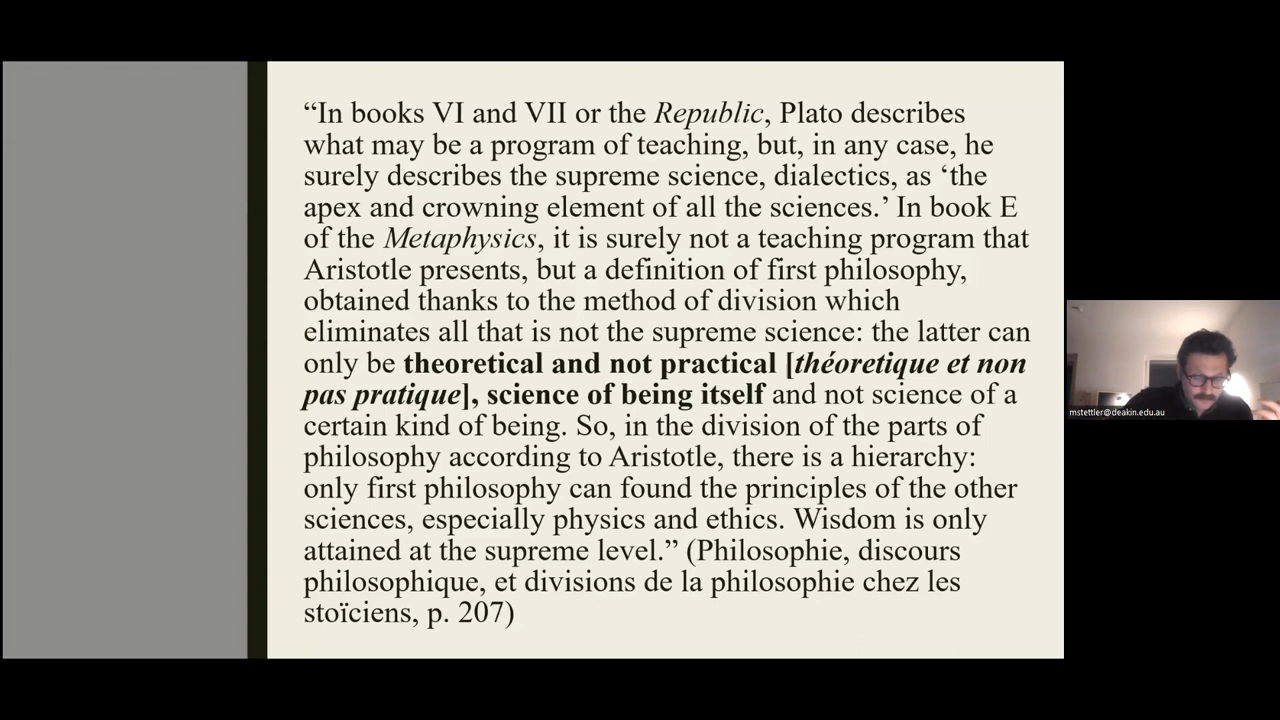 “In books VI and VII or the Republic, Plato describes
what may be a program of teaching, but, in any case, he
surely describes the supreme science, dialectics, as ‘the
apex and crowning element of all the sciences.’ In book E
of the Metaphysics, it is surely not a teaching program that
Aristotle presents, but a definition of first philosophy,
obtained thanks to the method of division which
eliminates all that is not the supreme science: the latter can
only be theoretical and not practical [théoretique et non
pas pratique], science of being itself and not science of a
certain kind of being. So, in the division of the parts of
philosophy according to Aristotle, there is a hierarchy:
only first philosophy can found the principles of the other
sciences, especially physics and ethics. Wisdom is only
attained at the supreme level.” (Philosophie, discours
philosophique, et divisions de la philosophie chez les
stoïciens, p. 207)
mstettler@deakin.edu.au